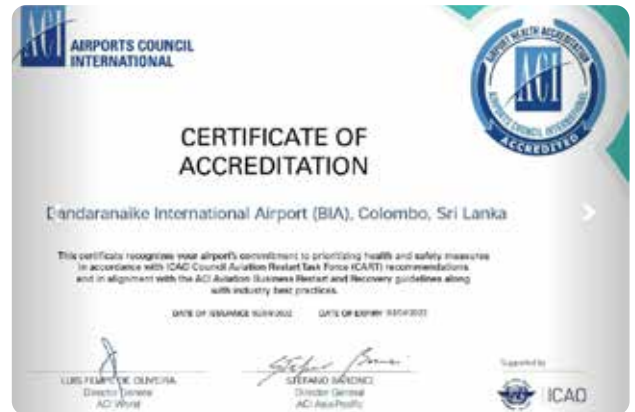 ACI
AIRPORTS COUNCIL
INTERNATIONAL
AIRPORT HEALTH ACCREDITATION
ACI
AIRPORTS COUNCIL INTERNATIONAL
ACCREDITED
CERTIFICATE OF
ACCREDITATION
andaranaike International Airport (BIA), Colombo, Sri Lanka
This certificate recognizes your airport's commitment to prioritizing health and safety measures
in accordance with ICAO Council Aviation Restart Task Force (CART) recommendations
and in alignment with the ACI Aviation Business Restart and Recovery guidelines along
with industry best practices.
DATE OF ISSUANCE DATE OF EXPIRY
LUIS FELIPE DE OLIVEIRA
Director General
ACI World
STEFANO BARONCI
Director General
ACI Asia-Pacific
Supported by
ICAO